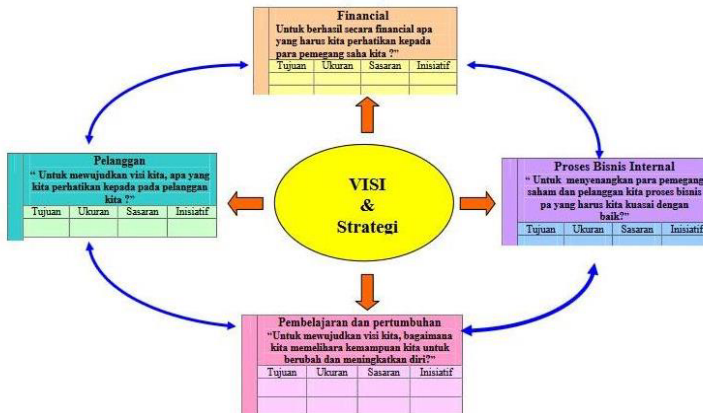 Financial
Untuk berhasil secara financial apa
yang harus kita perhatikan kepada
para pemegang saha kita ?”
Tujuan Ukuran Sasaran Inisiatif
Pelanggan
“ Untuk mewujudkan visi kita, apa yang
kita perhatikan kepada pada pelanggan
kita ?”
Tujuan Ukuran Sasaran Inisiatif
VISI
&
Strategi
Proses Bisnis Internal
“ Untuk menyenangkan para pemegang
saham dan pelanggan kita proses bisnis
pa yang harus kita kuasai dengan
baik?”
Tujuan Ukuran Sasaran Inisiatif
Pembelajaran dan pertumbuhan
“Untuk mewujudkan visi kita, bagaimana
kita memelihara kemampuan kita untuk
berubah dan meningkatkan diri?”
Tujuan Ukuran Sasaran Inisiatif